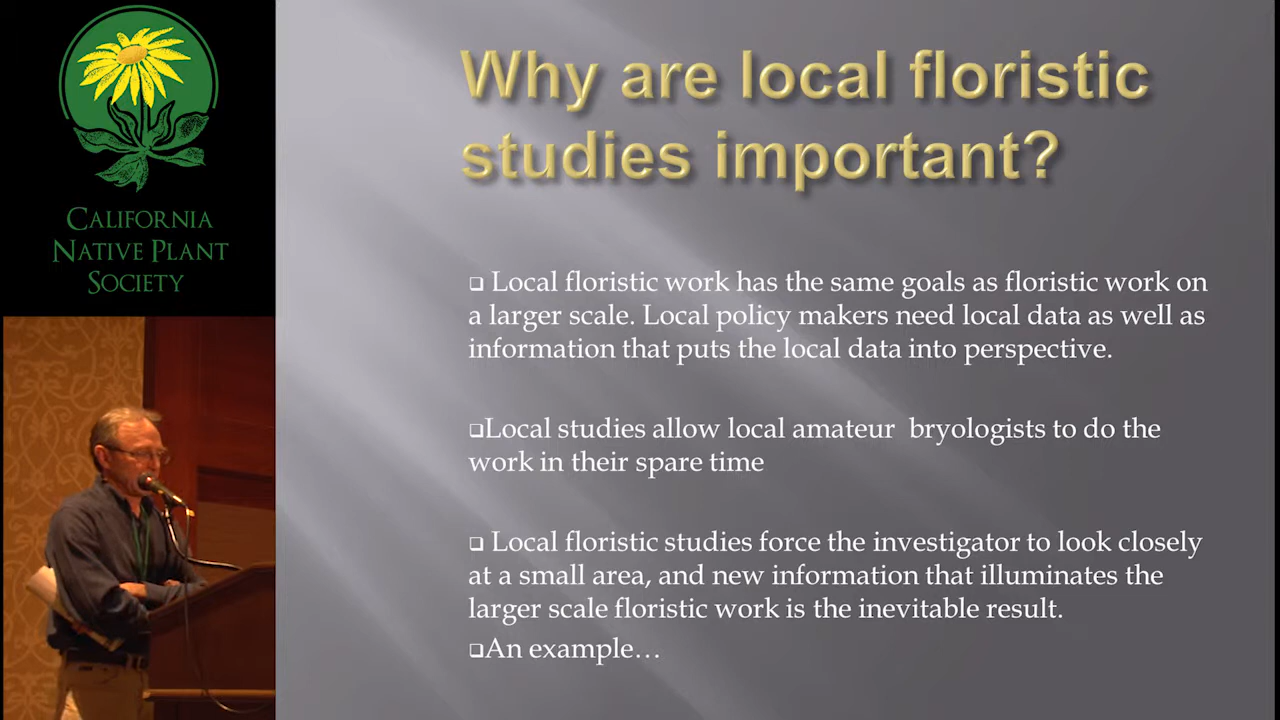 CALIFORNIA
NATIVE PLANT
SOCIETY
Why are local floristic
studies important?
❑ Local floristic work has the same goals as floristic work on
a larger scale. Local policy makers need local data as well as
information that puts the local data into perspective.
❑Local studies allow local amateur  bryologists to do the
work in their spare time
❑ Local floristic studies force the investigator to look closely
at a small area, and new information that illuminates the
larger scale floristic work is the inevitable result.
❑An example…